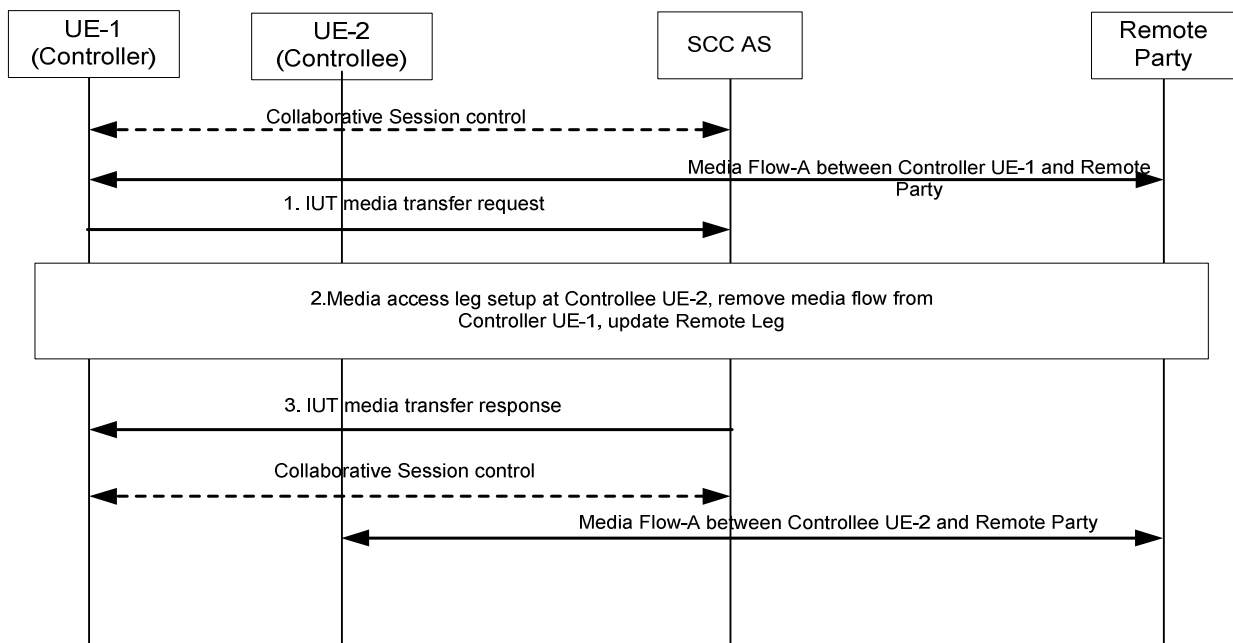 UE-1
(Controller)
UE-2
(Controllee)
SCC AS
Remote
Party
Collaborative Session control
Media Flow-A between Controller UE-1 and Remote
Party
1. IUT media transfer request
2.Media access leg setup at Controllee UE-2, remove media flow from
Controller UE-1, update Remote Leg
3. IUT media transfer response
Collaborative Session control
Media Flow-A between Controllee UE-2 and Remote Party